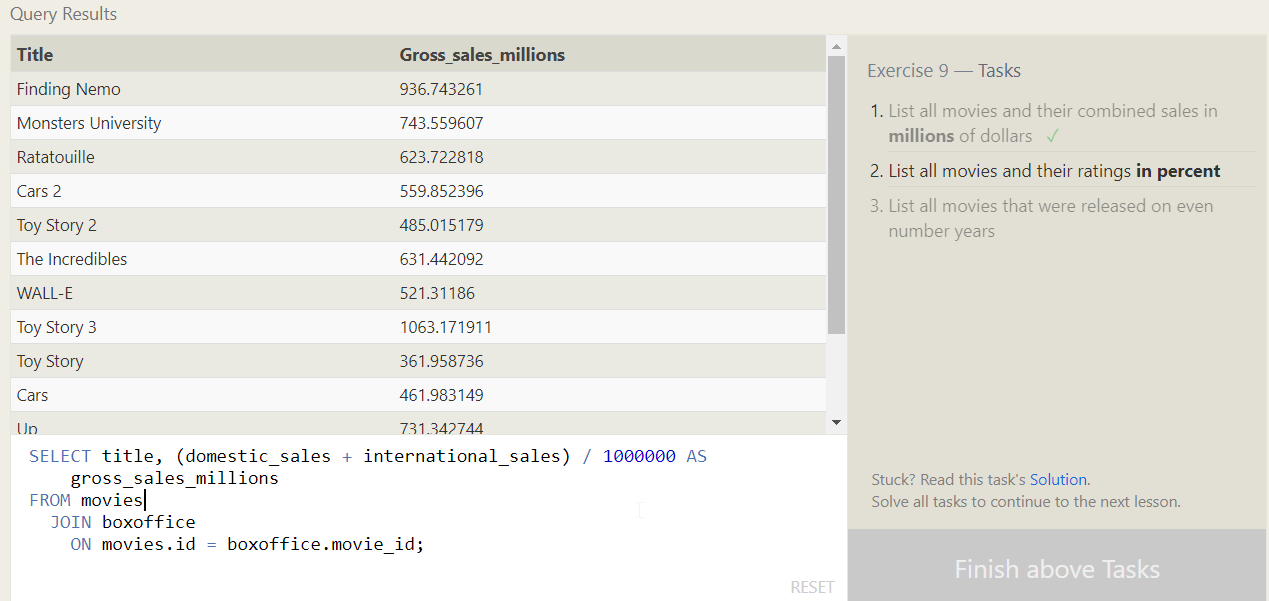 Query Results
Title Gross_sales_millions
Finding Nemo 936.743261
Monsters University 743.559607
Ratatouille 623.722818
Cars 2 559.852396
Toy Story 2 485.015179
The Incredibles 631.442092
WALL-E 521.31186
Toy Story 3 1063.171911
Toy Story 361.958736
Cars 461.983149
Up 731.342744
SELECT title, (domestic_sales + international_sales) / 1000000 AS
gross_sales_millions
FROM movies
JOIN boxoffice
ON movies.id = boxoffice.movie_id;
RESET
Exercise 9 — Tasks
1. List all movies and their combined sales in
millions of dollars ✓
2. List all movies and their ratings in percent
3. List all movies that were released on even
number years
Stuck? Read this task's Solution.
Solve all tasks to continue to the next lesson.
Finish above Tasks